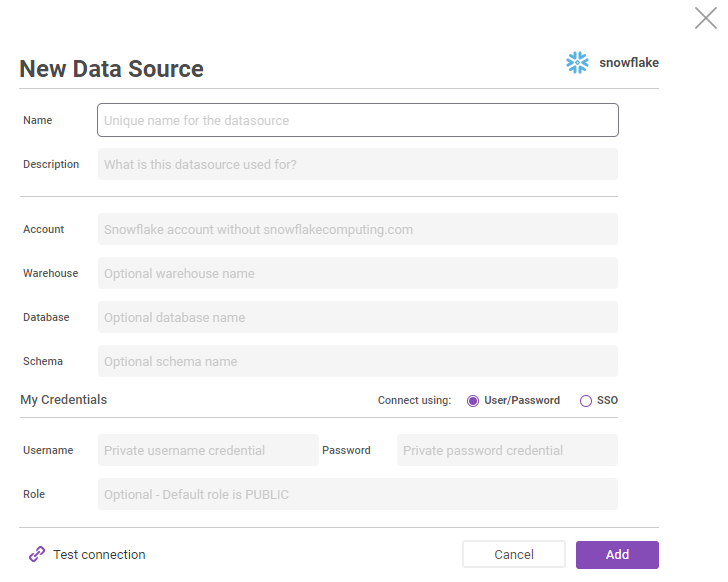 New Data Source
snowflake
Name Unique name for the datasource
Description What is this datasource used for?
Account Snowflake account without snowflakecomputing.com
Warehouse Optional warehouse name
Database Optional database name
Schema Optional schema name
My Credentials Connect using: User/Password SSO
Username Private username credential Password Private password credential
Role Optional - Default role is PUBLIC
Test connection Cancel Add